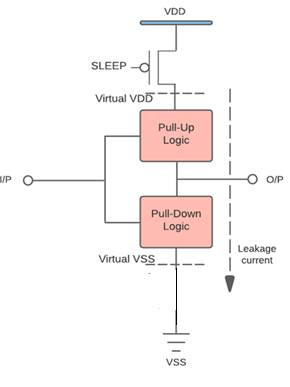 VDD
SLEEP
Virtual VDD
Pull-Up
Logic
I/P
O/P
Pull-Down
Logic
Virtual VSS
Leakage
current
VSS